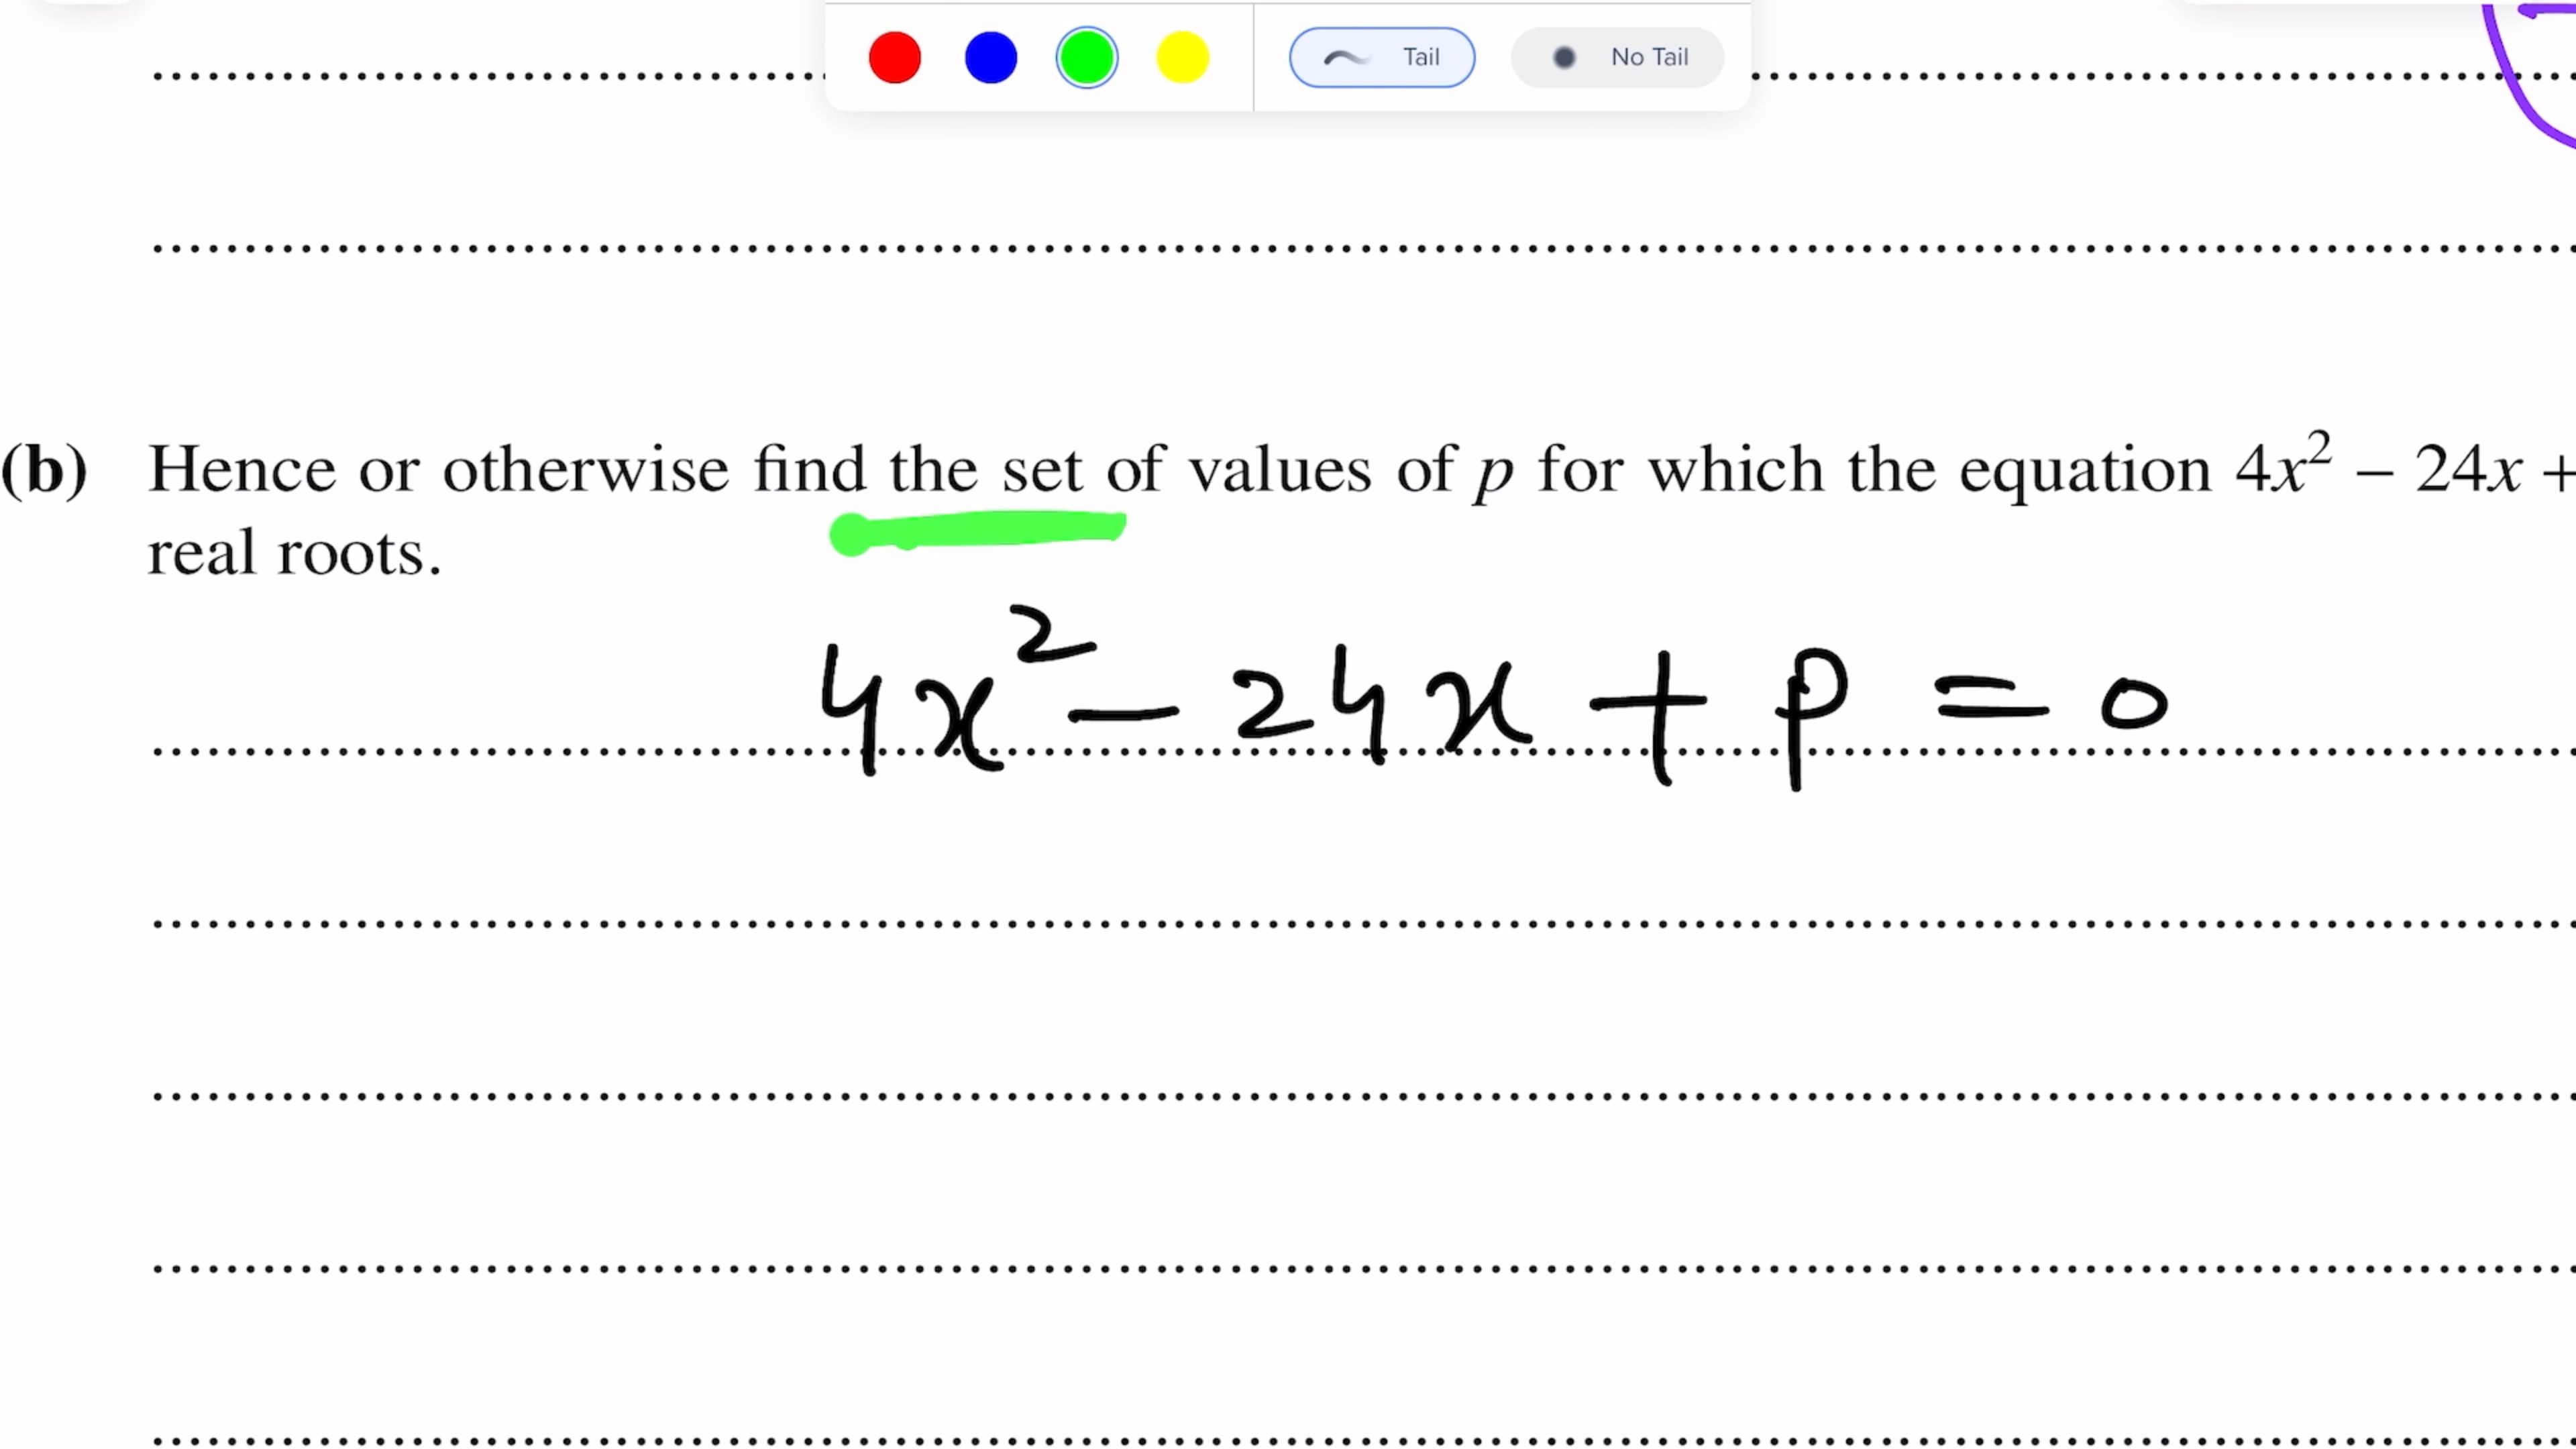 Tail No Tail
(b) Hence or otherwise find the set of values of p for which the equation 4x² − 24x +
real roots.
4x² − 24x + p = 0